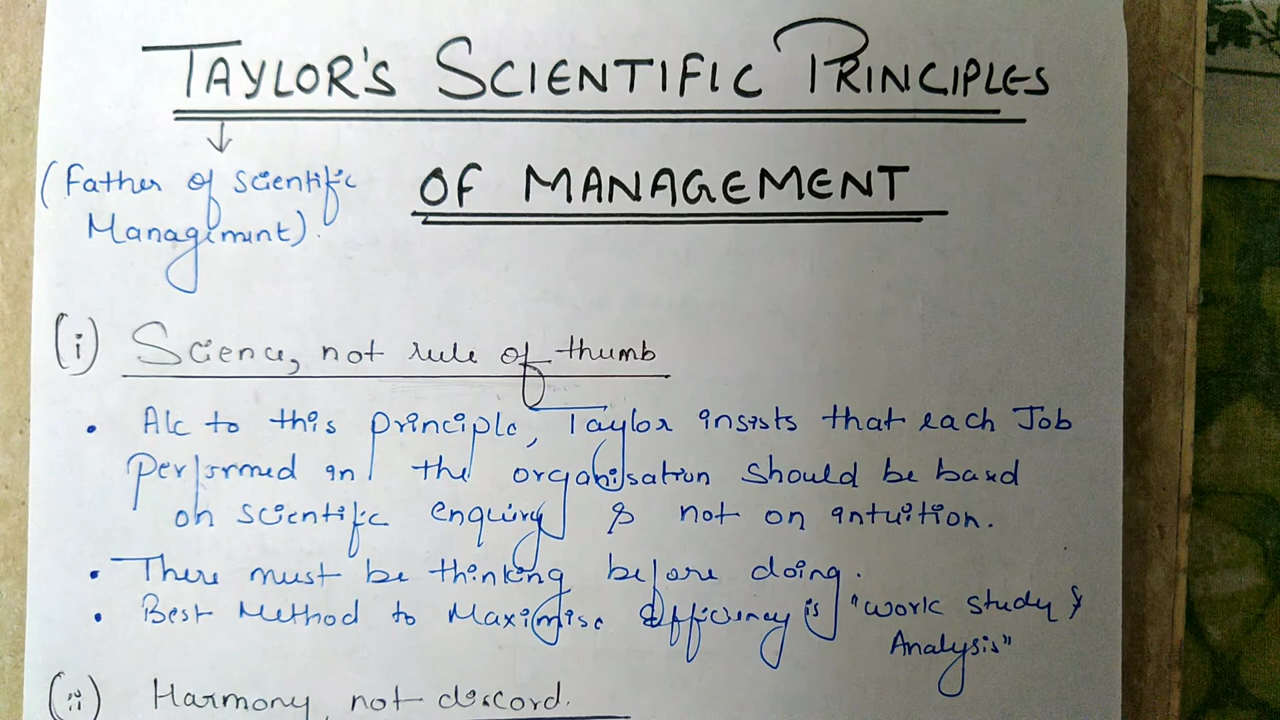 TAYLOR'S SCIENTIFIC PRINCIPLES
OF MANAGEMENT
↓
(Father of Scientific
Management).
(i) Science, not rule of thumb
• A/c to this principle, Taylor insists that each Job
performed in the organisation should be based
on scientific enquiry & not on intuition.
• There must be thinking before doing.
• Best Method to Maximise Efficiency is "work study &
Analysis"
(ii) Harmony, not discord.